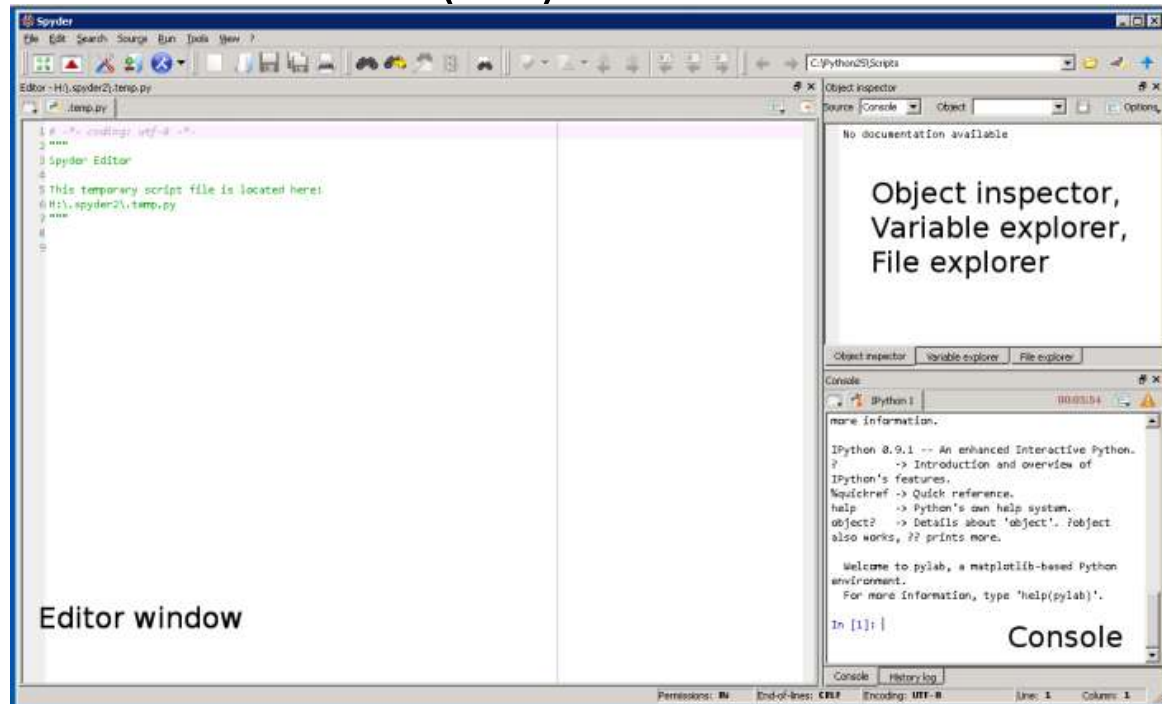 Spyder
File Edit Search Source Run Tools View ?
C:\Python25\Scripts
Editor - H:\.spyder2\.temp.py
.temp.py
1 # -*- coding: utf-8 -*-
2 """
3 Spyder Editor
4
5 This temporary script file is located here:
6 H:\.spyder2\.temp.py
7 """
8
9
Editor window
Object inspector
Source Console Object Options
No documentation available
Object inspector,
Variable explorer,
File explorer
Object inspector Variable explorer File explorer
Console
IPython 1 00:03:54
more information.
IPython 0.9.1 -- An enhanced Interactive Python.
? -> Introduction and overview of
IPython's features.
%quickref -> Quick reference.
help -> Python's own help system.
object? -> Details about 'object'. ?object
also works, ?? prints more.
Welcome to pylab, a matplotlib-based Python
environment.
For more information, type 'help(pylab)'.
In [1]:
Console
Console History log
Permissions: RW End-of-lines: CRLF Encoding: UTF-8 Line: 1 Column: 1